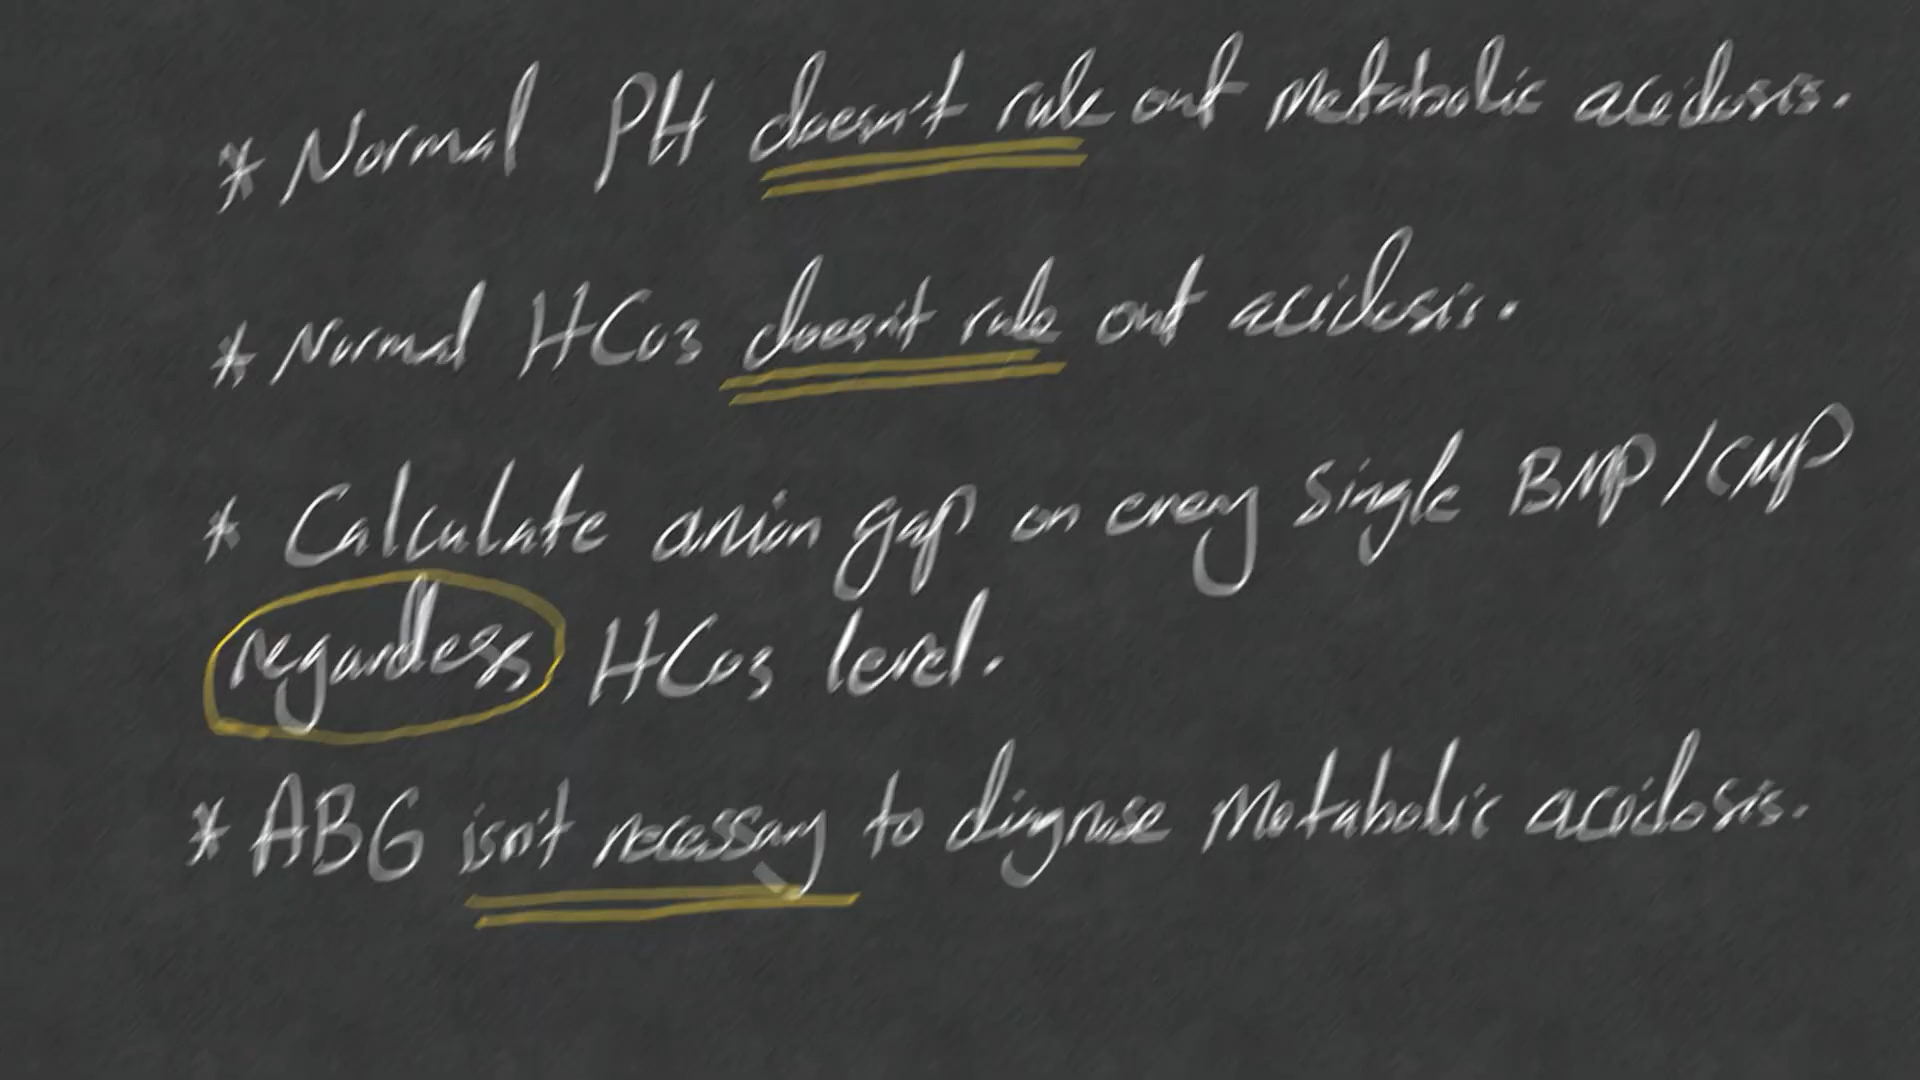 * Normal PH doesn't rule out Metabolic acidosis.
* Normal HCO3 doesn't rule out acidosis.
* Calculate anion gap on every single BMP/CMP
regardless HCO3 level.
* ABG isn't necessary to diagnose Metabolic acidosis.